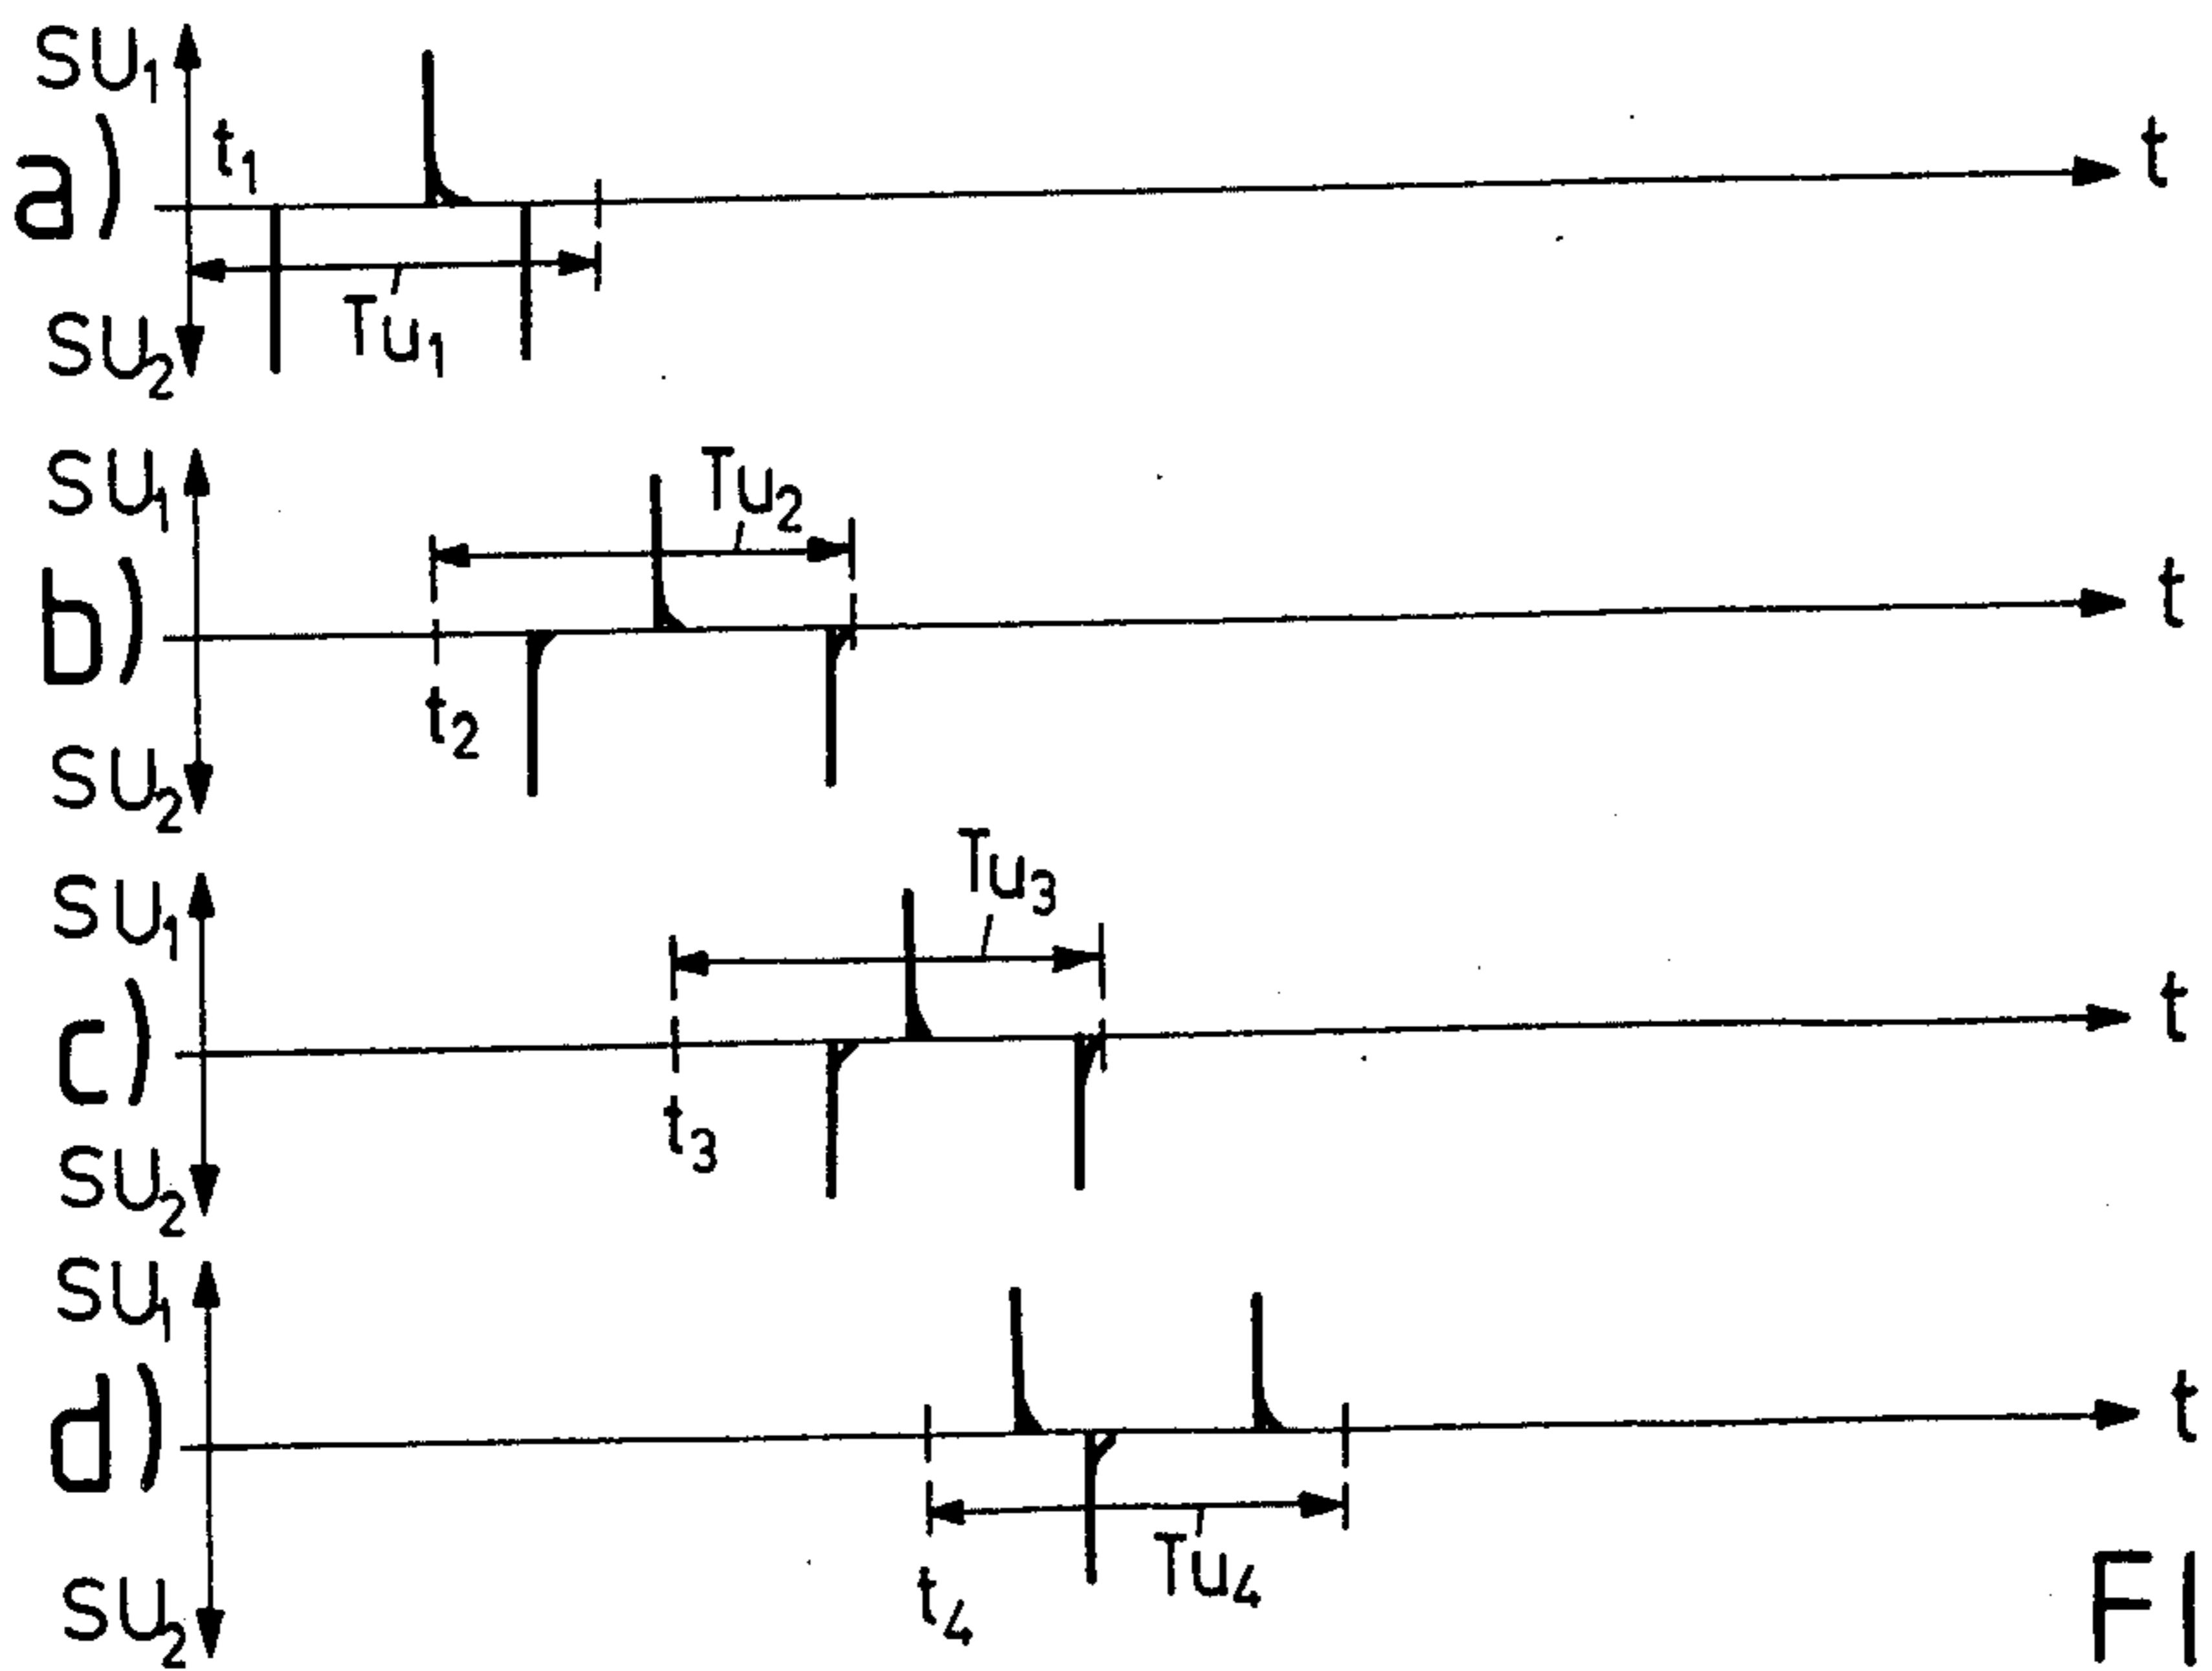 su₁
a) t₁ t
Tu₁
su₂
su₁ Tu₂
b) t
t₂
su₂
Tu₃
su₁
c) t
t₃
su₂
su₁
d) t
Tu₄
t₄
su₂
FI